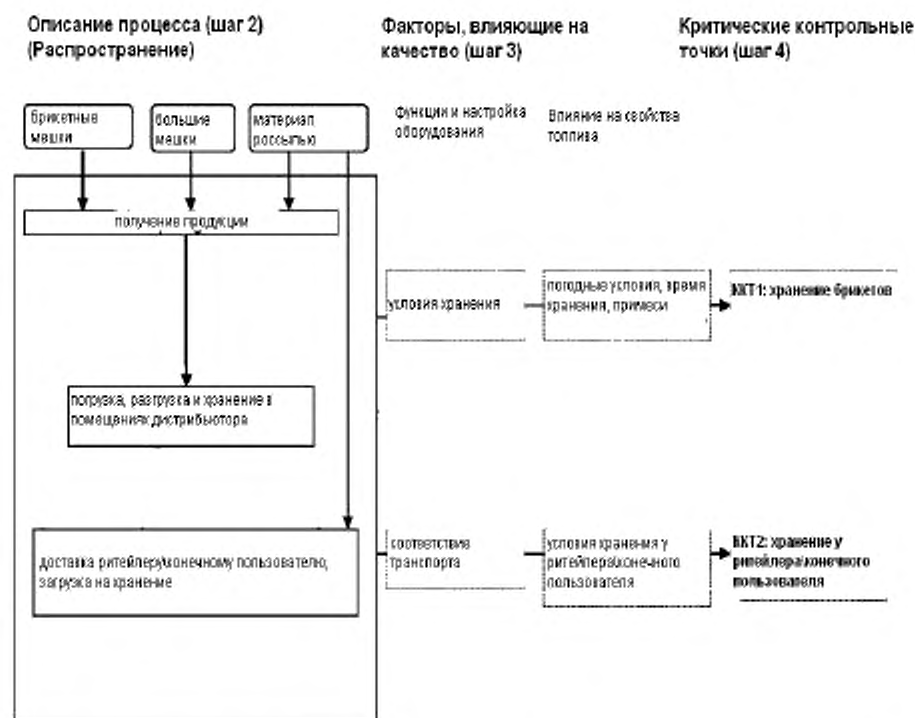 Описание процесса (шаг 2)
(Распространение)
Факторы, влияющие на
качество (шаг 3)
Критические контрольные
точки (шаг 4)
брикетные
мешки
большие
мешки
материал
россыпью
функции и настройка
оборудования
Влияние на свойства
топлива
получение продукции
условия хранения
погодные условия, время
хранения, примеси
ККТ1: хранение брикетов
погрузка, разгрузка и хранение в
помещениях дистрибьютора
доставка ритейлеру\конечному пользователю,
загрузка на хранение
соответствие
транспорта
условия хранения у
ритейлера\конечного
пользователя
ККТ2: хранение у
ритейлера\конечного
пользователя